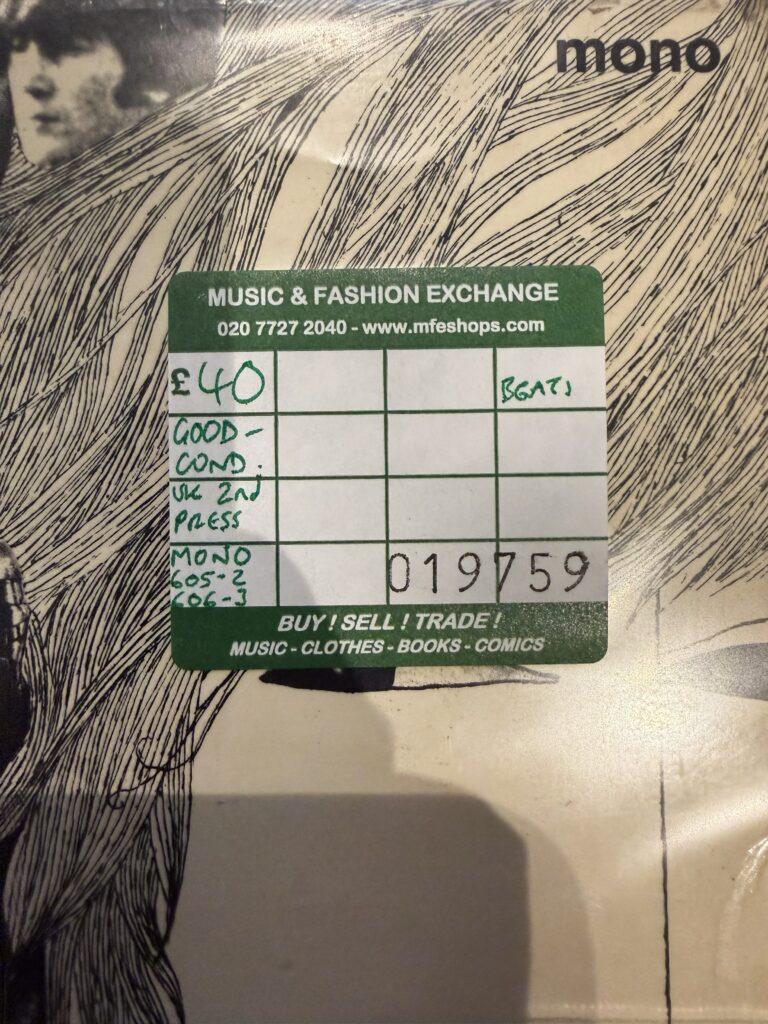 mono
MUSIC & FASHION EXCHANGE
020 7727 2040 - www.mfeshops.com
£40
BEATS
GOOD -
COND.
UK 2nd
PRESS
MONO
605-2
606-3
019759
BUY! SELL! TRADE!
MUSIC - CLOTHES - BOOKS - COMICS